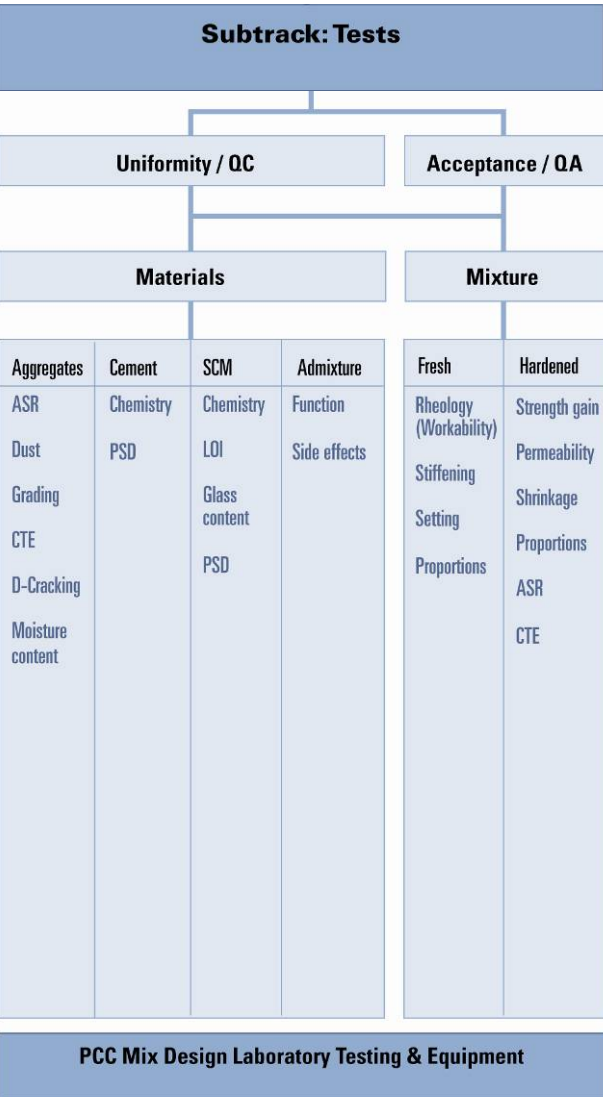 Subtrack: Tests
Uniformity / QC
Acceptance / QA
Materials
Mixture
Aggregates
ASR
Dust
Grading
CTE
D-Cracking
Moisture
content
Cement
Chemistry
PSD
SCM
Chemistry
LOI
Glass
content
PSD
Admixture
Function
Side effects
Fresh
Rheology
(Workability)
Stiffening
Setting
Proportions
Hardened
Strength gain
Permeability
Shrinkage
Proportions
ASR
CTE
PCC Mix Design Laboratory Testing & Equipment